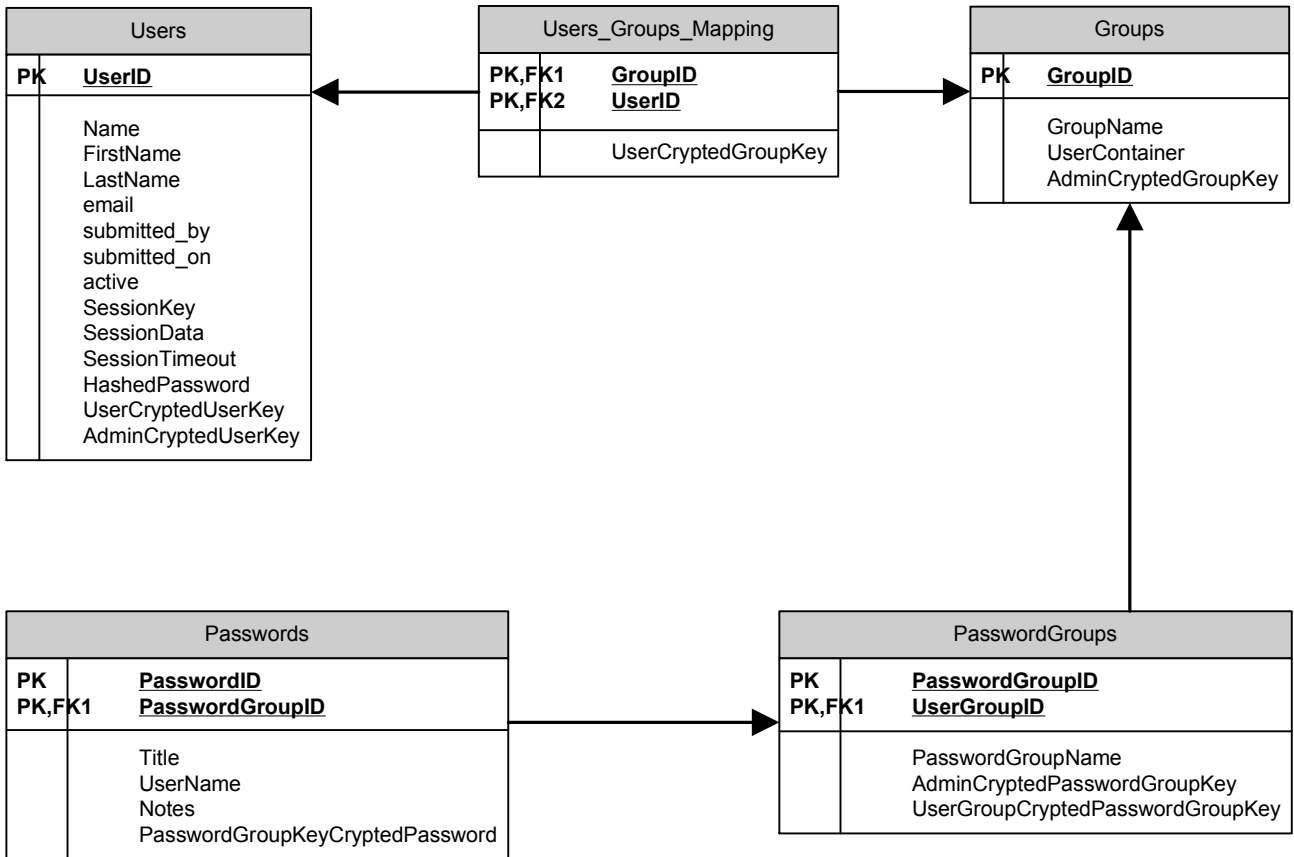 Users
PK UserID
Name
FirstName
LastName
email
submitted_by
submitted_on
active
SessionKey
SessionData
SessionTimeout
HashedPassword
UserCryptedUserKey
AdminCryptedUserKey
Users_Groups_Mapping
PK,FK1 GroupID
PK,FK2 UserID
UserCryptedGroupKey
Groups
PK GroupID
GroupName
UserContainer
AdminCryptedGroupKey
Passwords
PK PasswordID
PK,FK1 PasswordGroupID
Title
UserName
Notes
PasswordGroupKeyCryptedPassword
PasswordGroups
PK PasswordGroupID
PK,FK1 UserGroupID
PasswordGroupName
AdminCryptedPasswordGroupKey
UserGroupCryptedPasswordGroupKey